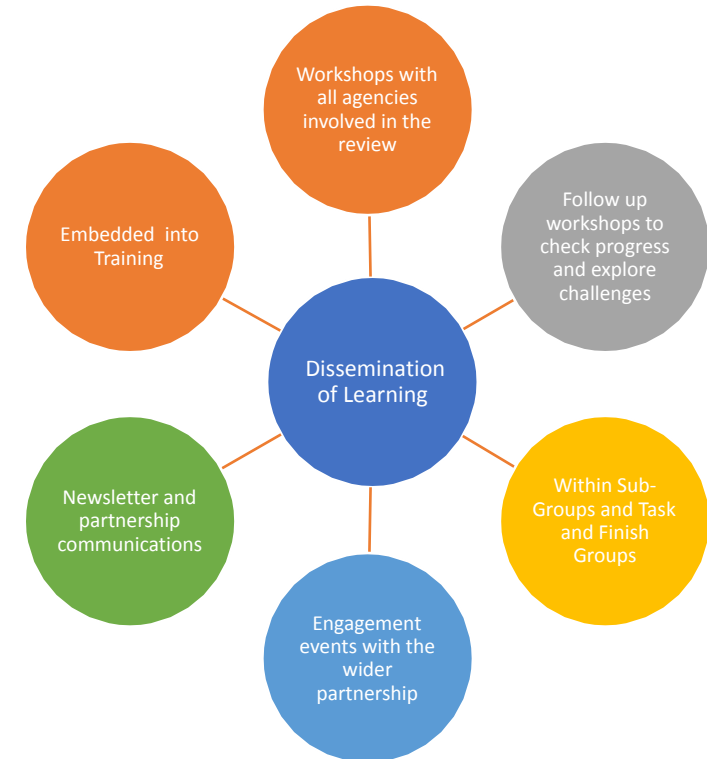 Workshops with
all agencies
involved in the
review
Follow up
workshops to
check progress
and explore
challenges
Embedded into
Training
Dissemination
of Learning
Within Sub-
Groups and Task
and Finish
Groups
Newsletter and
partnership
communications
Engagement
events with the
wider
partnership